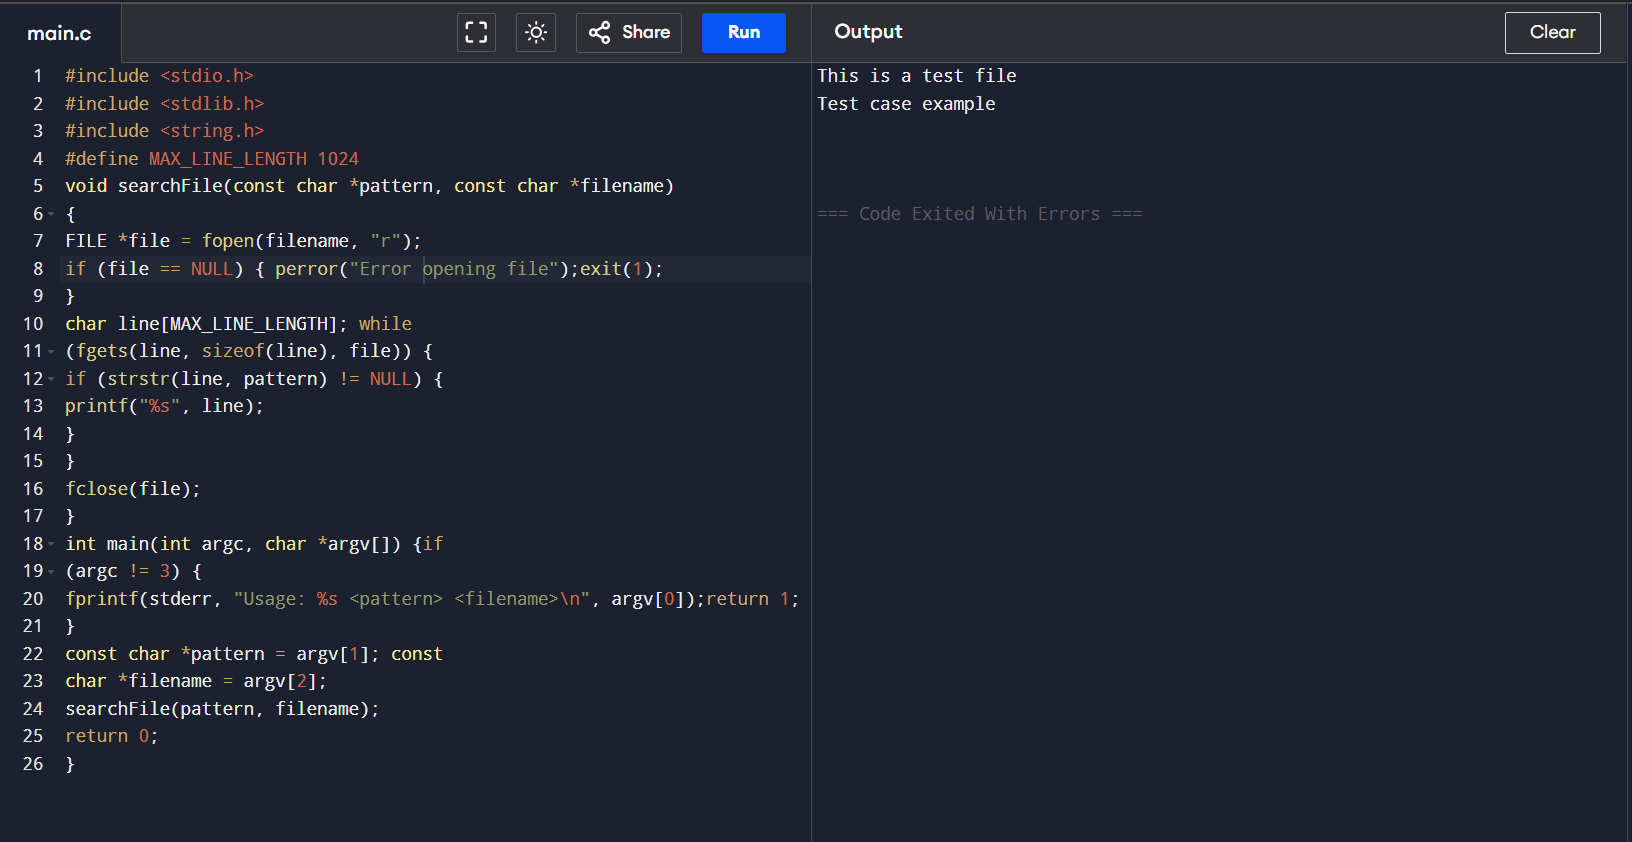 main.c
Share
Run
Output
Clear
1 #include <stdio.h>
2 #include <stdlib.h>
3 #include <string.h>
4 #define MAX_LINE_LENGTH 1024
5 void searchFile(const char *pattern, const char *filename)
6 {
7 FILE *file = fopen(filename, "r");
8 if (file == NULL) { perror("Error opening file");exit(1);
9 }
10 char line[MAX_LINE_LENGTH]; while
11 (fgets(line, sizeof(line), file)) {
12 if (strstr(line, pattern) != NULL) {
13 printf("%s", line);
14 }
15 }
16 fclose(file);
17 }
18 int main(int argc, char *argv[]) {if
19 (argc != 3) {
20 fprintf(stderr, "Usage: %s <pattern> <filename>\n", argv[0]);return 1;
21 }
22 const char *pattern = argv[1]; const
23 char *filename = argv[2];
24 searchFile(pattern, filename);
25 return 0;
26 }
This is a test file
Test case example
=== Code Exited With Errors ===